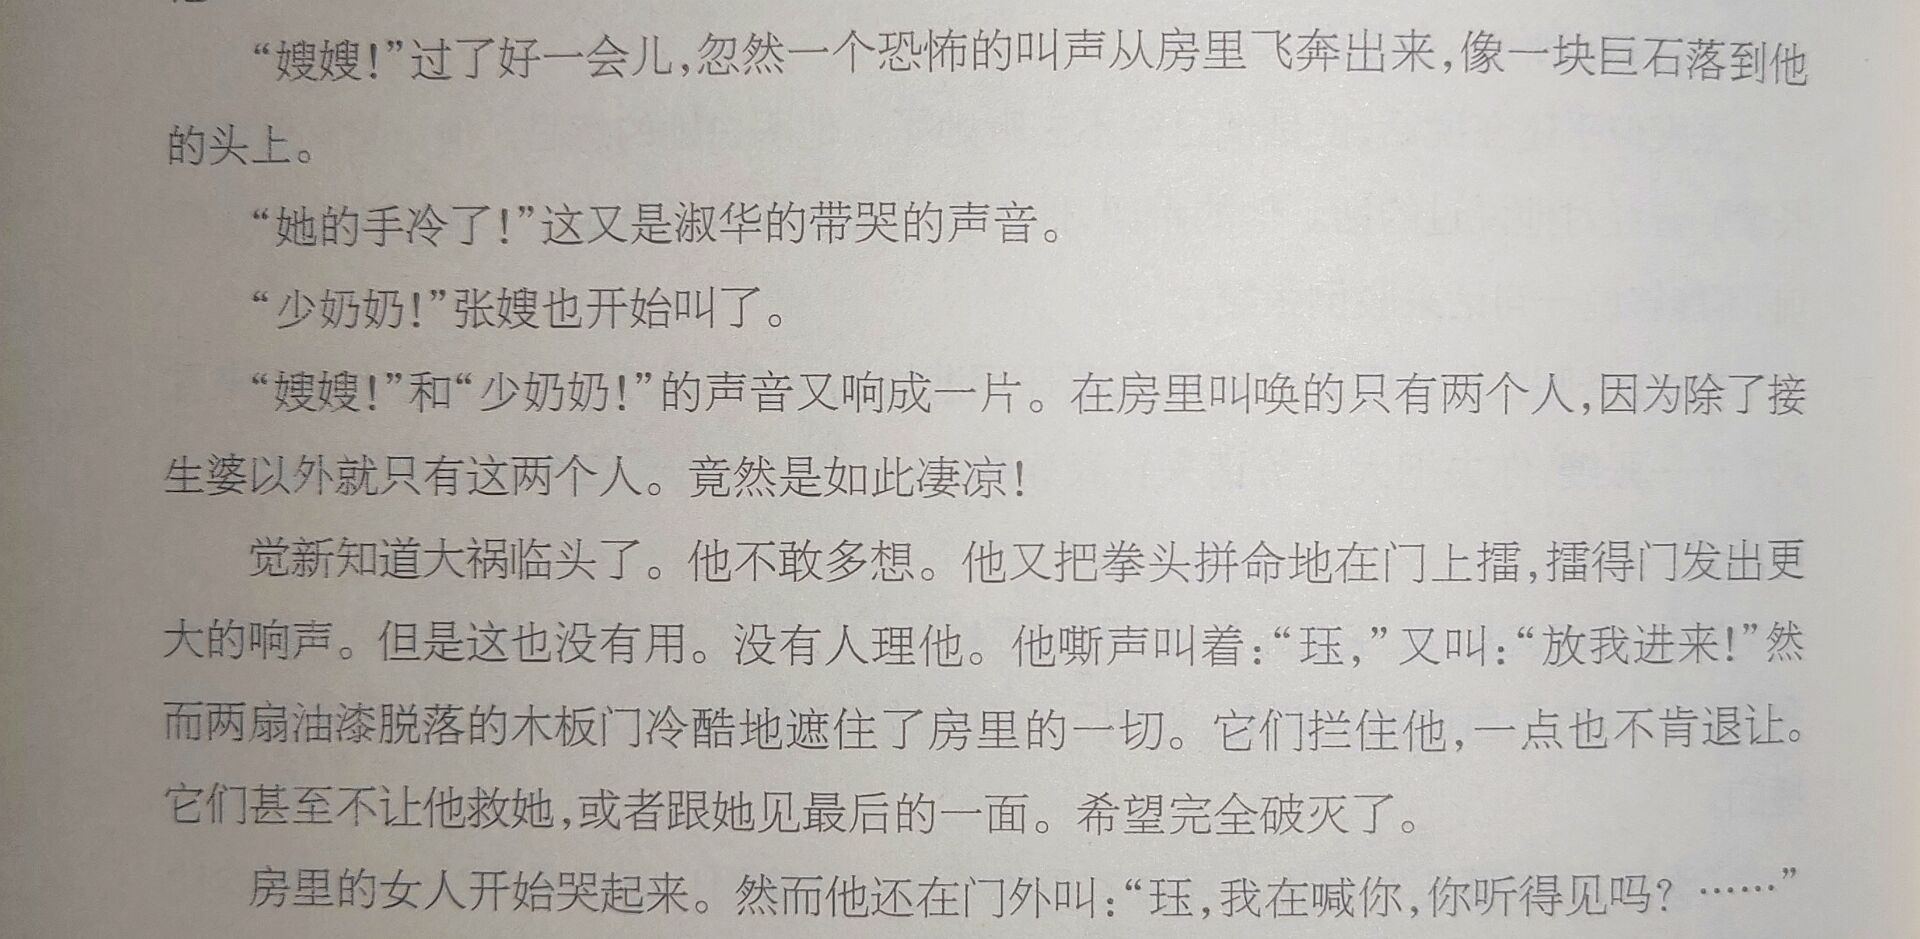 “嫂嫂!”过了好一会儿,忽然一个恐怖的叫声从房里飞奔出来,像一块巨石落到他
的头上。
“她的手冷了!”这又是淑华的带哭的声音。
“少奶奶!”张嫂也开始叫了。
“嫂嫂!”和“少奶奶!”的声音又响成一片。在房里叫唤的只有两个人,因为除了接
生婆以外就只有这两个人。竟然是如此凄凉!
觉新知道大祸临头了。他不敢多想。他又把拳头拼命地在门上擂,擂得门发出更
大的响声。但是这也没有用。没有人理他。他嘶声叫着:“珏,”又叫:“放我进来!”然
而两扇油漆脱落的木板门冷酷地遮住了房里的一切。它们拦住他,一点也不肯退让。
它们甚至不让他救她,或者跟她见最后的一面。希望完全破灭了。
房里的女人开始哭起来。然而他还在门外叫:“珏,我在喊你,你听得见吗?……”